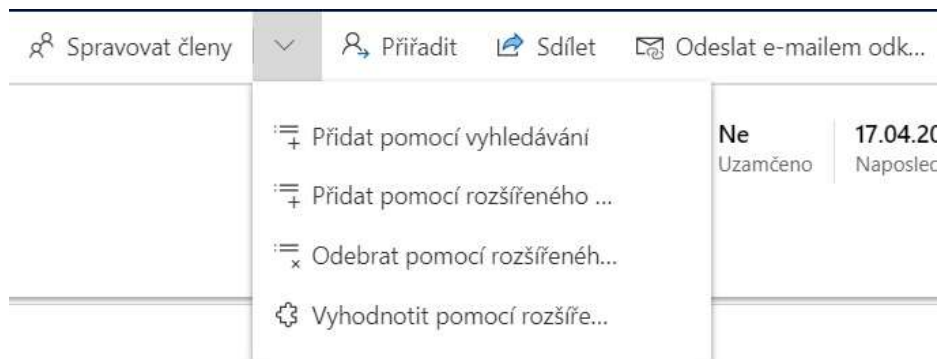 Spravovat členy Přiřadit Sdílet Odeslat e-mailem odk...
Přidat pomocí vyhledávání
Ne 17.04.20
Uzamčeno Naposled
Přidat pomocí rozšířeného ...
Odebrat pomocí rozšířenéh...
Vyhodnotit pomocí rozšíře...